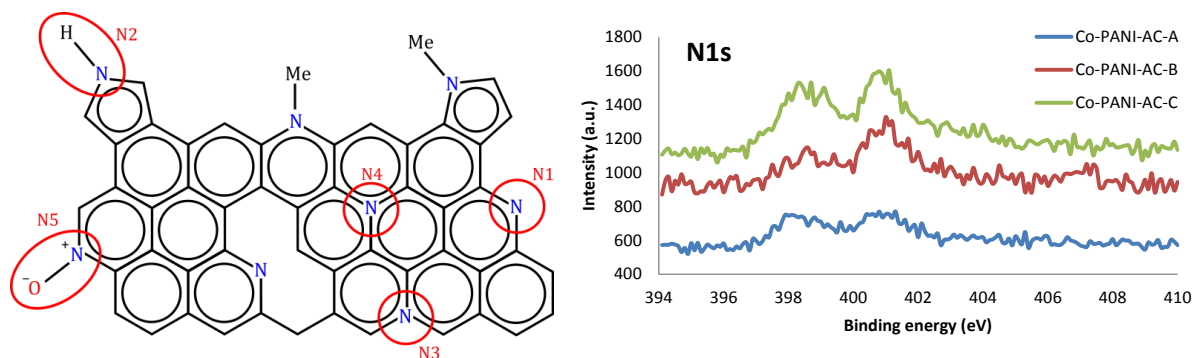 H
N2
N
Me
N
Me
N
N4
N
N1
N
N5
N
+
-
O
N
N
N3
N1s
Co-PANI-AC-A
Co-PANI-AC-B
Co-PANI-AC-C
Intensity (a.u.)
1800
1600
1400
1200
1000
800
600
400
394 396 398 400 402 404 406 408 410
Binding energy (eV)